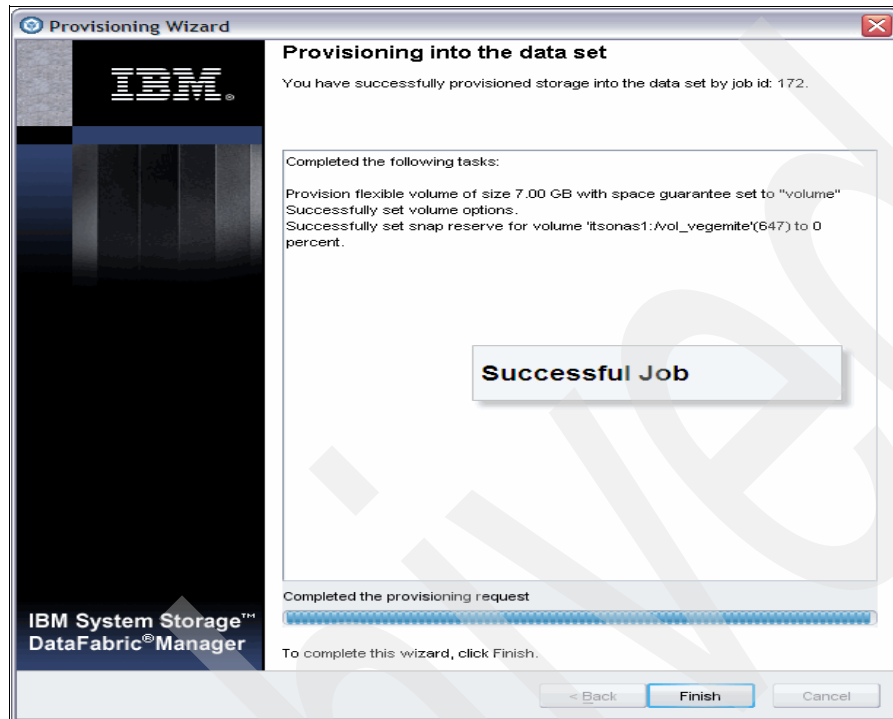 Provisioning Wizard
IBM®
Provisioning into the data set
You have successfully provisioned storage into the data set by job id: 172.
Completed the following tasks:
Provision flexible volume of size 7.00 GB with space guarantee set to "volume"
Successfully set volume options.
Successfully set snap reserve for volume 'itsonas1:/vol_vegemite'(647) to 0
percent.
Successful Job
Completed the provisioning request
IBM System Storage™
DataFabric®Manager
To complete this wizard, click Finish.
< Back
Finish
Cancel